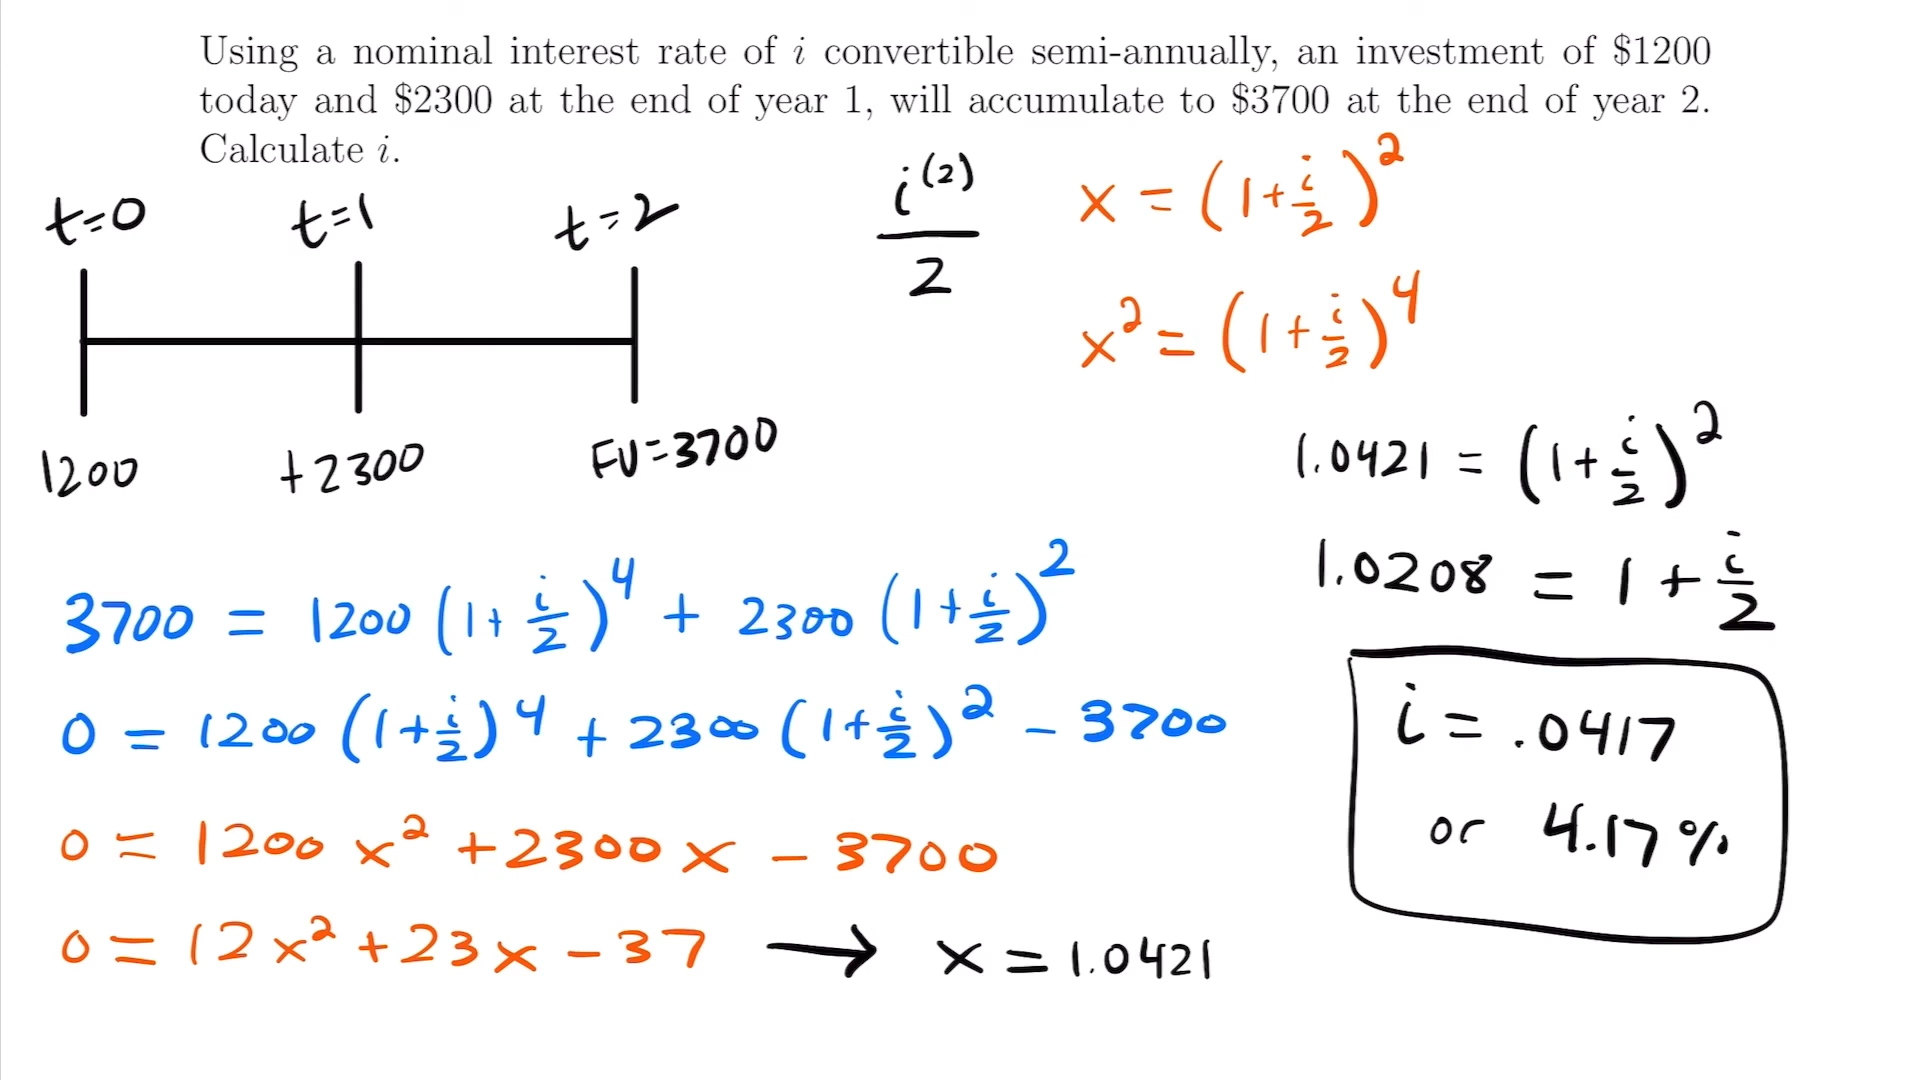 Using a nominal interest rate of i convertible semi-annually, an investment of $1200
today and $2300 at the end of year 1, will accumulate to $3700 at the end of year 2.
Calculate i.
t=0 t=1 t=2
1200 +2300 FV=3700
i^(2)/2
x = (1+i/2)^2
x^2 = (1+i/2)^4
3700 = 1200(1+i/2)^4 + 2300(1+i/2)^2
0 = 1200(1+i/2)^4 + 2300(1+i/2)^2 - 3700
0 = 1200x^2 + 2300x - 3700
0 = 12x^2 + 23x - 37 → x = 1.0421
1.0421 = (1+i/2)^2
1.0208 = 1 + i/2
i = .0417
or 4.17%